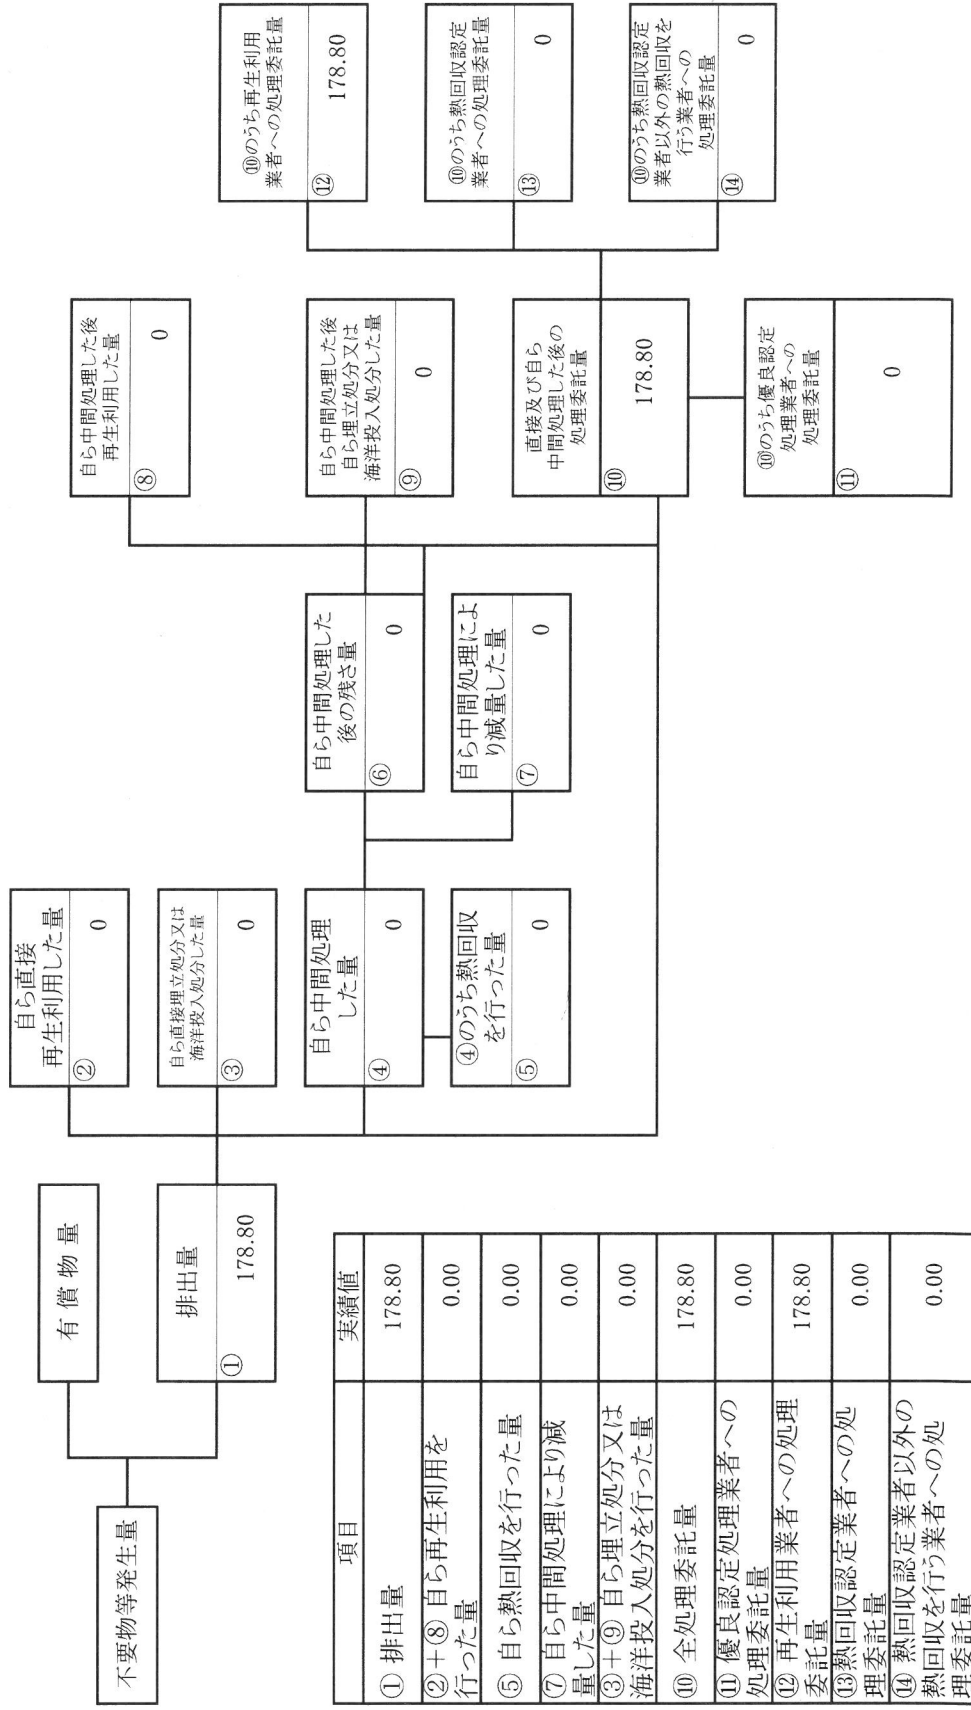 不要物等発生量
有償物量
排出量
① 178.80
自ら直接
再生利用した量
② 0
自ら直接埋立処分又は
海洋投入処分した量
③ 0
自ら中間処理
した量
④ 0
④のうち熱回収
を行った量
⑤ 0
自ら中間処理した
後の残さ量
⑥ 0
自ら中間処理によ
り減量した量
⑦ 0
自ら中間処理した後
再生利用した量
⑧ 0
自ら中間処理した後
自ら埋立処分又は
海洋投入処分した量
⑨ 0
直接及び自ら
中間処理した後の
処理委託量
⑩ 178.80
⑩のうち優良認定
処理業者への
処理委託量
⑪ 0
⑩のうち再生利用
業者への処理委託量
⑫ 178.80
⑩のうち熱回収認定
業者への処理委託量
⑬ 0
⑩のうち熱回収認定
業者以外の熱回収を
行う業者への
処理委託量
⑭ 0
項目 実績値
① 排出量 178.80
②+⑧ 自ら再生利用を
行った量 0.00
⑤ 自ら熱回収を行った量 0.00
⑦ 自ら中間処理により減
量した量 0.00
③+⑨ 自ら埋立処分又は
海洋投入処分を行った量 0.00
⑩ 全処理委託量 178.80
⑪ 優良認定処理業者への
処理委託量 0.00
⑫ 再生利用業者への処理
委託量 178.80
⑬熱回収認定業者への処
理委託量 0.00
⑭ 熱回収認定業者以外の
熱回収を行う業者への処
理委託量 0.00